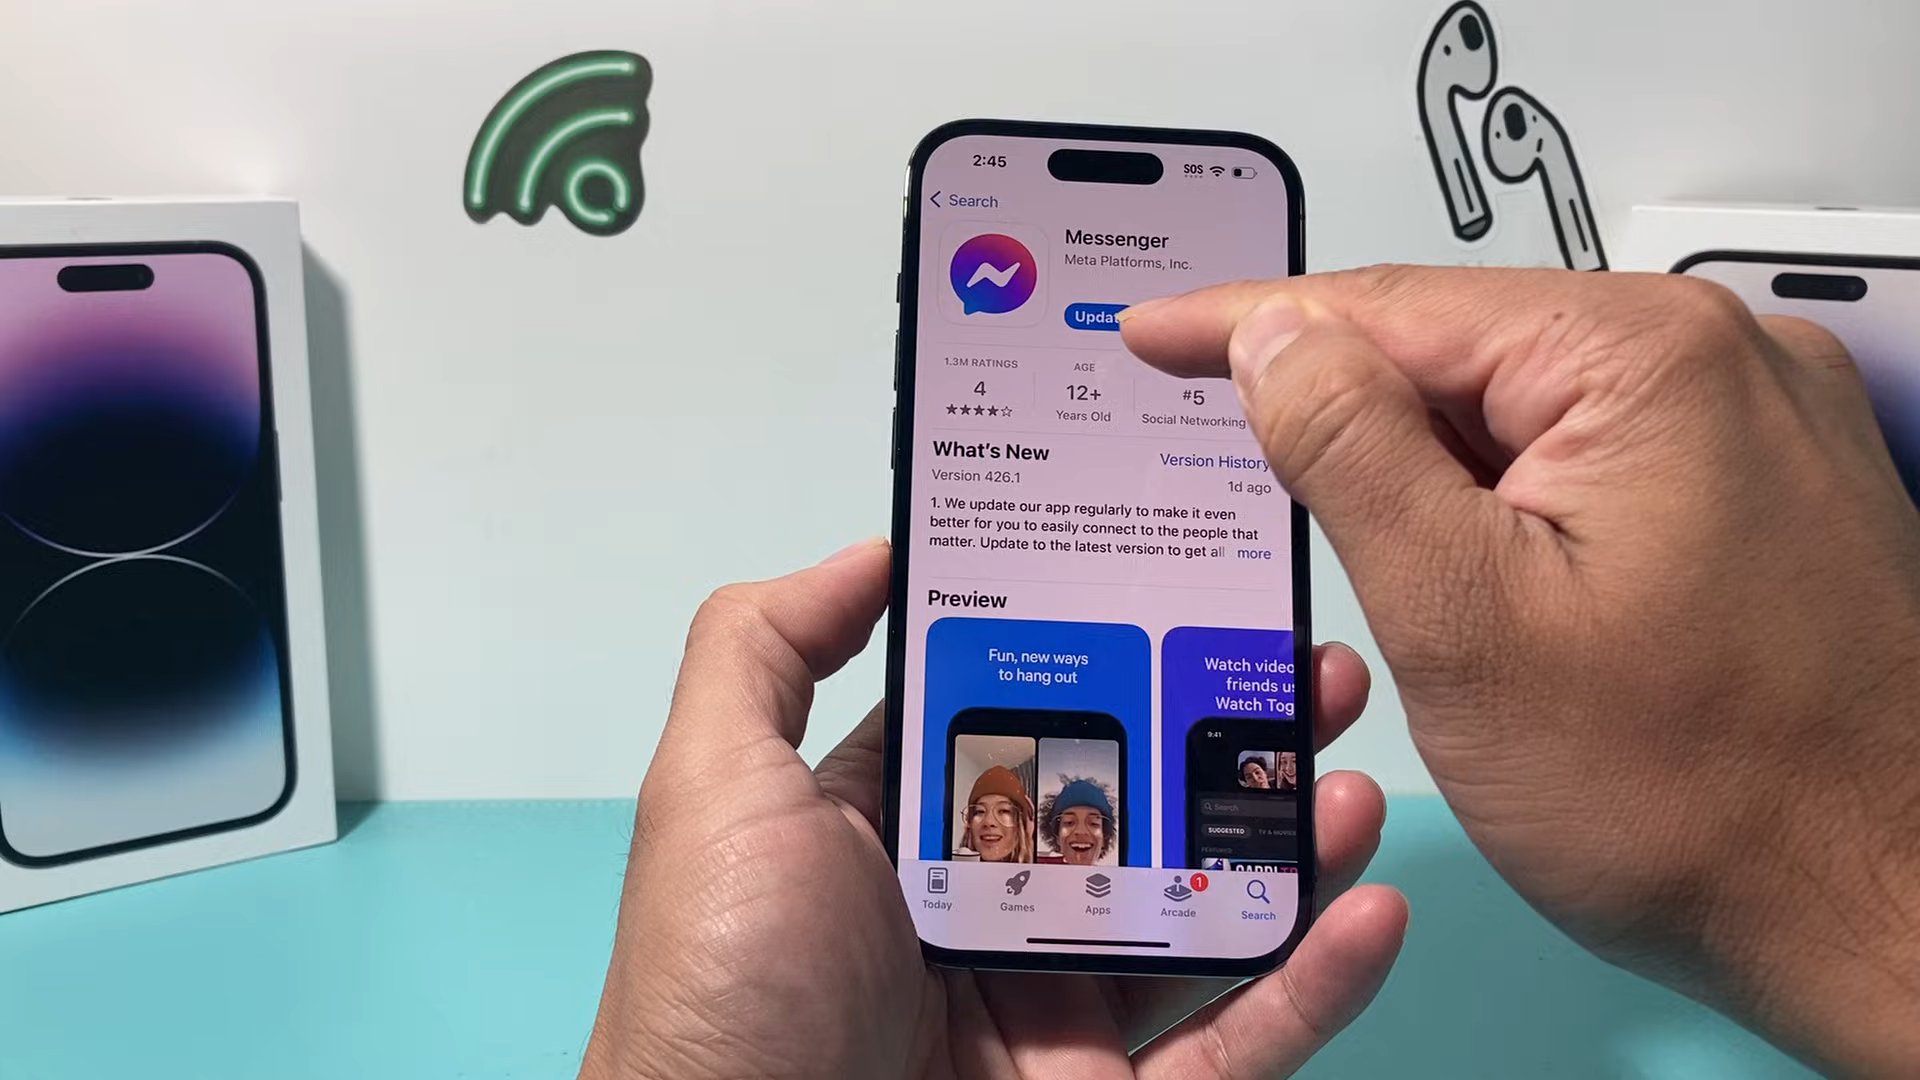 2:45
SOS
Search
Messenger
Meta Platforms, Inc.
1.3M RATINGS
4
AGE
12+
Years Old
#5
Social Networking
What's New
Version History
Version 426.1
1d ago
1. We update our app regularly to make it even
better for you to easily connect to the people that
matter. Update to the latest version to get all more
Preview
Fun, new ways
to hang out
Watch
friends
Watch
9:41
Search
SUGGESTED
TV &
Today
Games
Apps
1
Arcade
Search